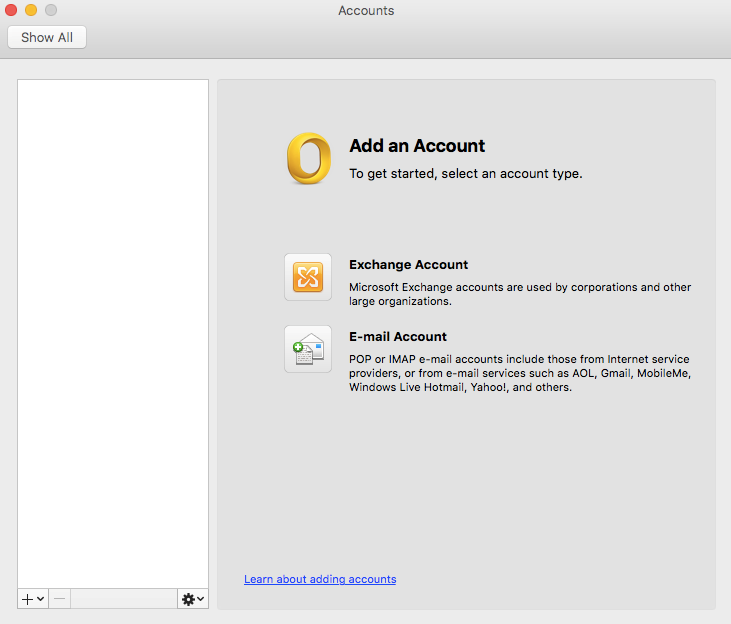 Accounts
Show All
Add an Account
To get started, select an account type.
Exchange Account
Microsoft Exchange accounts are used by corporations and other
large organizations.
E-mail Account
POP or IMAP e-mail accounts include those from Internet service
providers, or from e-mail services such as AOL, Gmail, MobileMe,
Windows Live Hotmail, Yahoo!, and others.
Learn about adding accounts